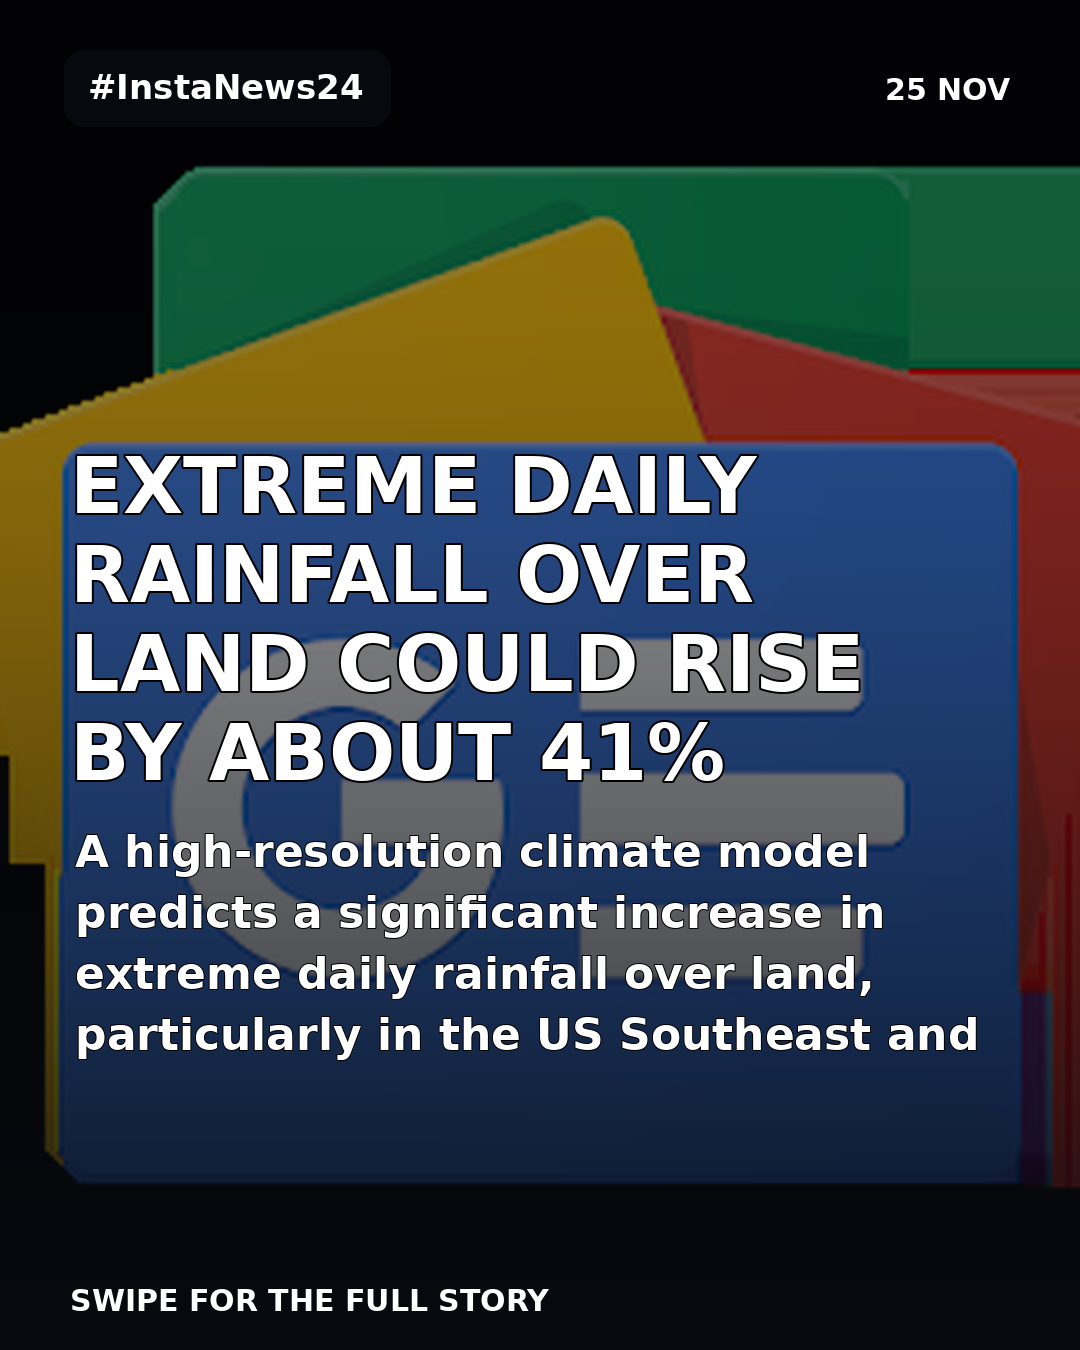 #InstaNews24
25 NOV
EXTREME DAILY
RAINFALL OVER
LAND COULD RISE
BY ABOUT 41%
A high-resolution climate model
predicts a significant increase in
extreme daily rainfall over land,
particularly in the US Southeast and
SWIPE FOR THE FULL STORY